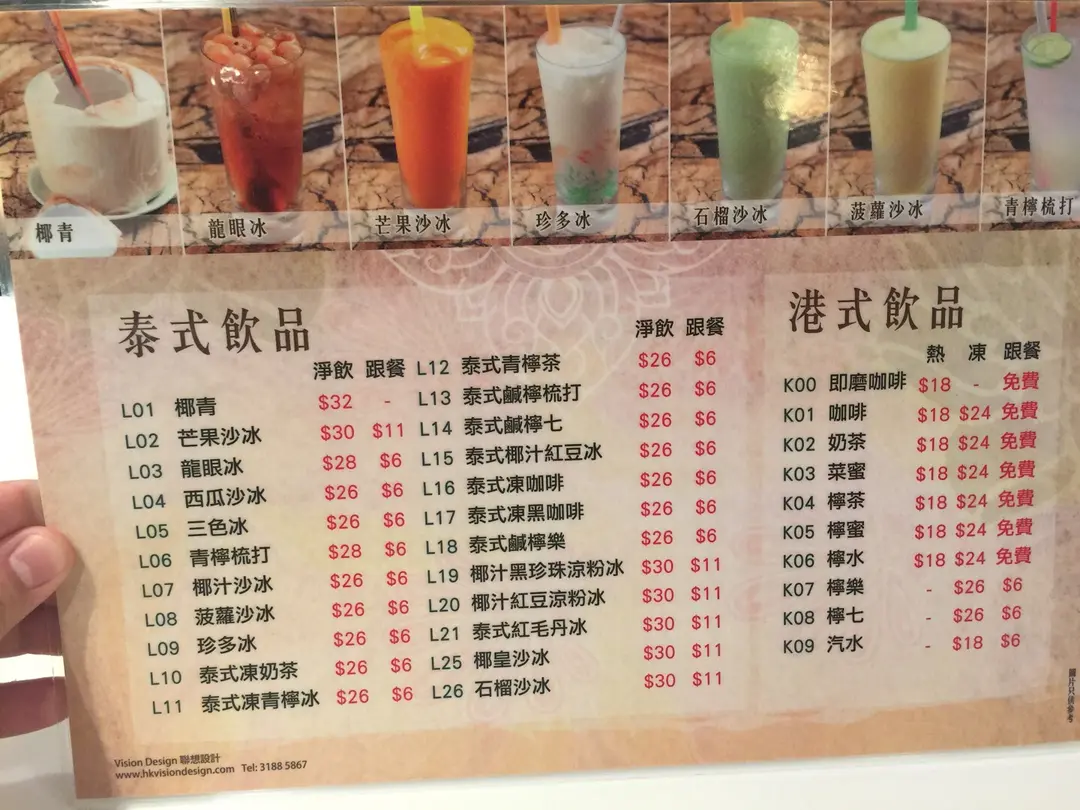 椰青
龍眼冰
芒果沙冰
珍多冰
石榴沙冰
菠蘿沙冰
青檸梳打
泰式飲品
淨飲 跟餐
L01 椰青 $32 -
L02 芒果沙冰 $30 $11
L03 龍眼冰 $28 $6
L04 西瓜沙冰 $26 $6
L05 三色冰 $26 $6
L06 青檸梳打 $28 $6
L07 椰汁沙冰 $26 $6
L08 菠蘿沙冰 $26 $6
L09 珍多冰 $26 $6
L10 泰式凍奶茶 $26 $6
L11 泰式凍青檸冰 $26 $6
淨飲 跟餐
L12 泰式青檸茶 $26 $6
L13 泰式鹹檸梳打 $26 $6
L14 泰式鹹檸七 $26 $6
L15 泰式椰汁紅豆冰 $26 $6
L16 泰式凍咖啡 $26 $6
L17 泰式凍黑咖啡 $26 $6
L18 泰式鹹檸樂 $26 $6
L19 椰汁黑珍珠涼粉冰 $30 $11
L20 椰汁紅豆涼粉冰 $30 $11
L21 泰式紅毛丹冰 $30 $11
L25 椰皇沙冰 $30 $11
L26 石榴沙冰 $30 $11
港式飲品
熱 凍 跟餐
K00 即磨咖啡 $18 - 免費
K01 咖啡 $18 $24 免費
K02 奶茶 $18 $24 免費
K03 菜蜜 $18 $24 免費
K04 檸茶 $18 $24 免費
K05 檸蜜 $18 $24 免費
K06 檸水 $18 $24 免費
K07 檸樂 - $26 $6
K08 檸七 - $26 $6
K09 汽水 - $18 $6
圖片只供參考
Vision Design 聯想設計
www.hkvisiondesign.com Tel: 3188 5867